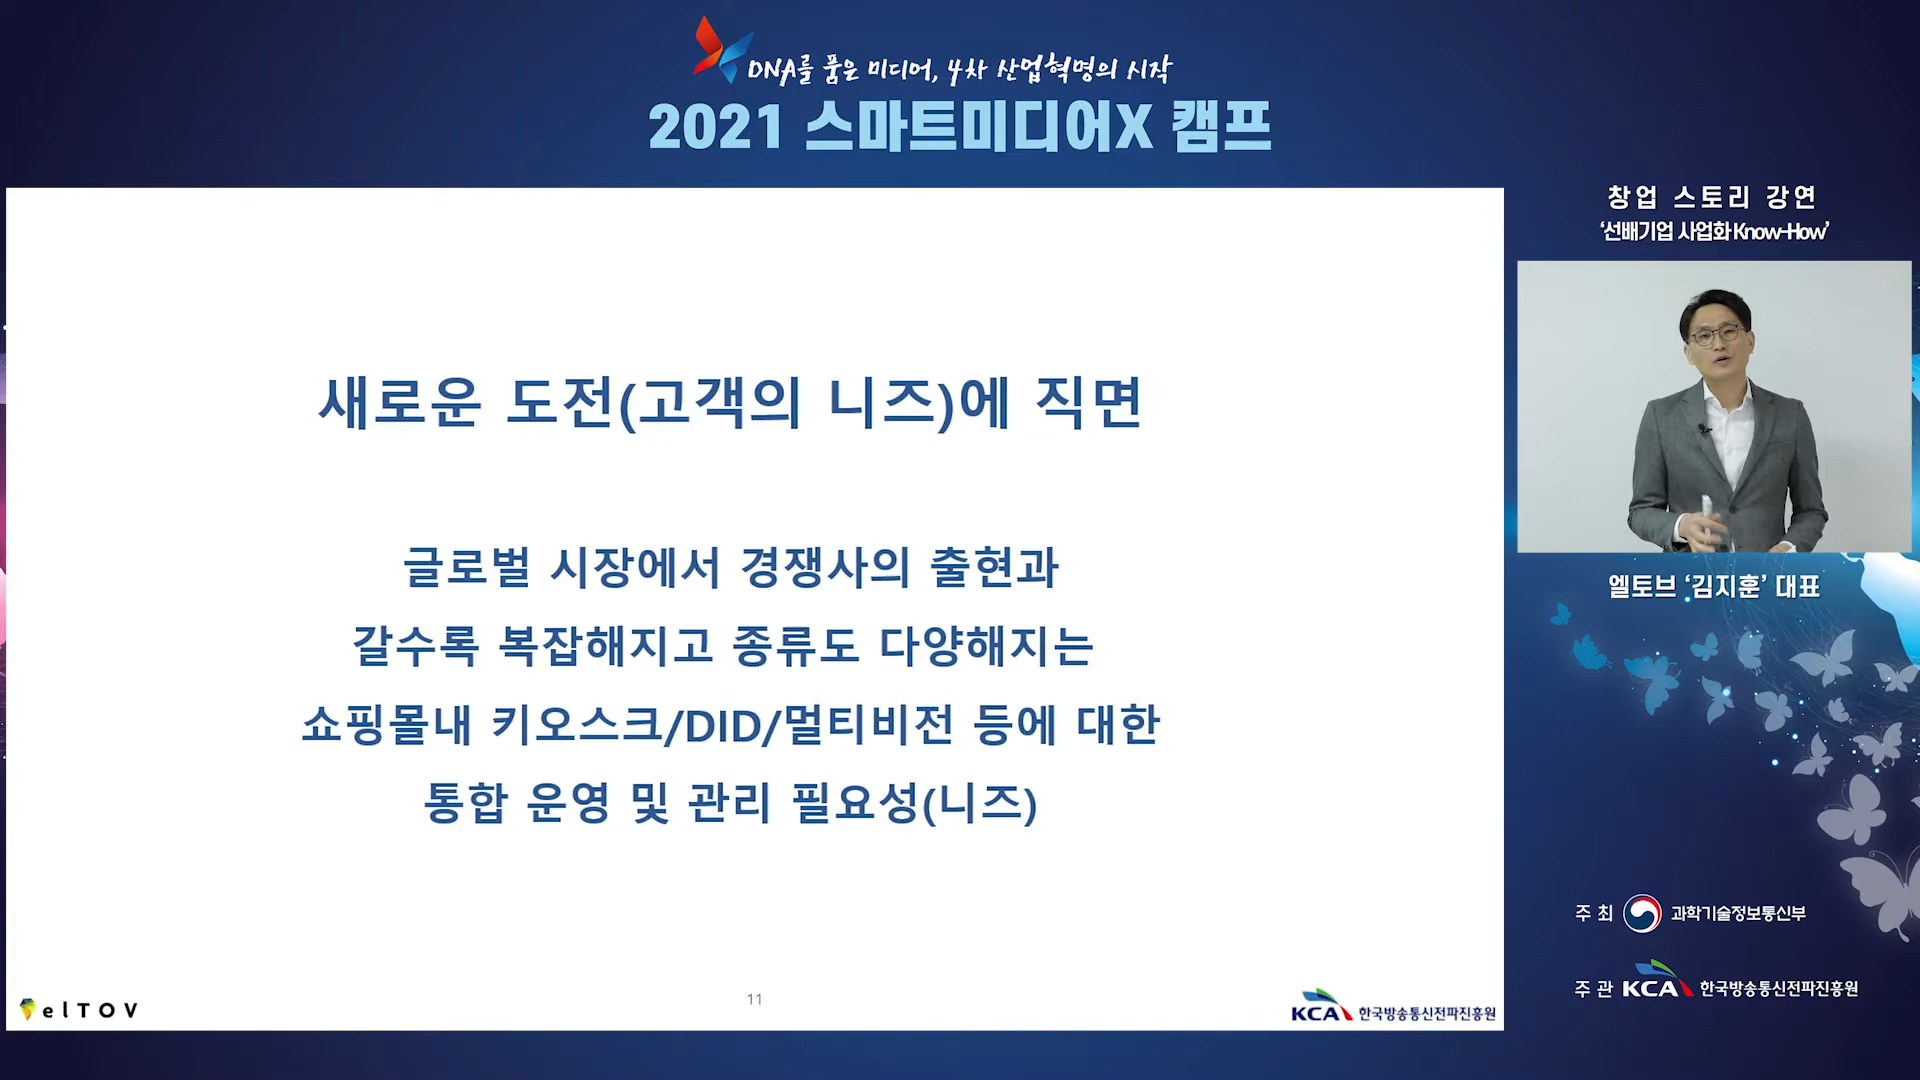 DNA를 품은 미디어, 4차 산업혁명의 시작
2021 스마트미디어X 캠프
창업 스토리 강연
‘선배기업 사업화 Know-How’
새로운 도전(고객의 니즈)에 직면
글로벌 시장에서 경쟁사의 출현과
갈수록 복잡해지고 종류도 다양해지는
쇼핑몰내 키오스크/DID/멀티비전 등에 대한
통합 운영 및 관리 필요성(니즈)
엘토브 ‘김지훈’ 대표
주최 과학기술정보통신부
주관 KCA 한국방송통신전파진흥원
elTOV
11
KCA 한국방송통신전파진흥원